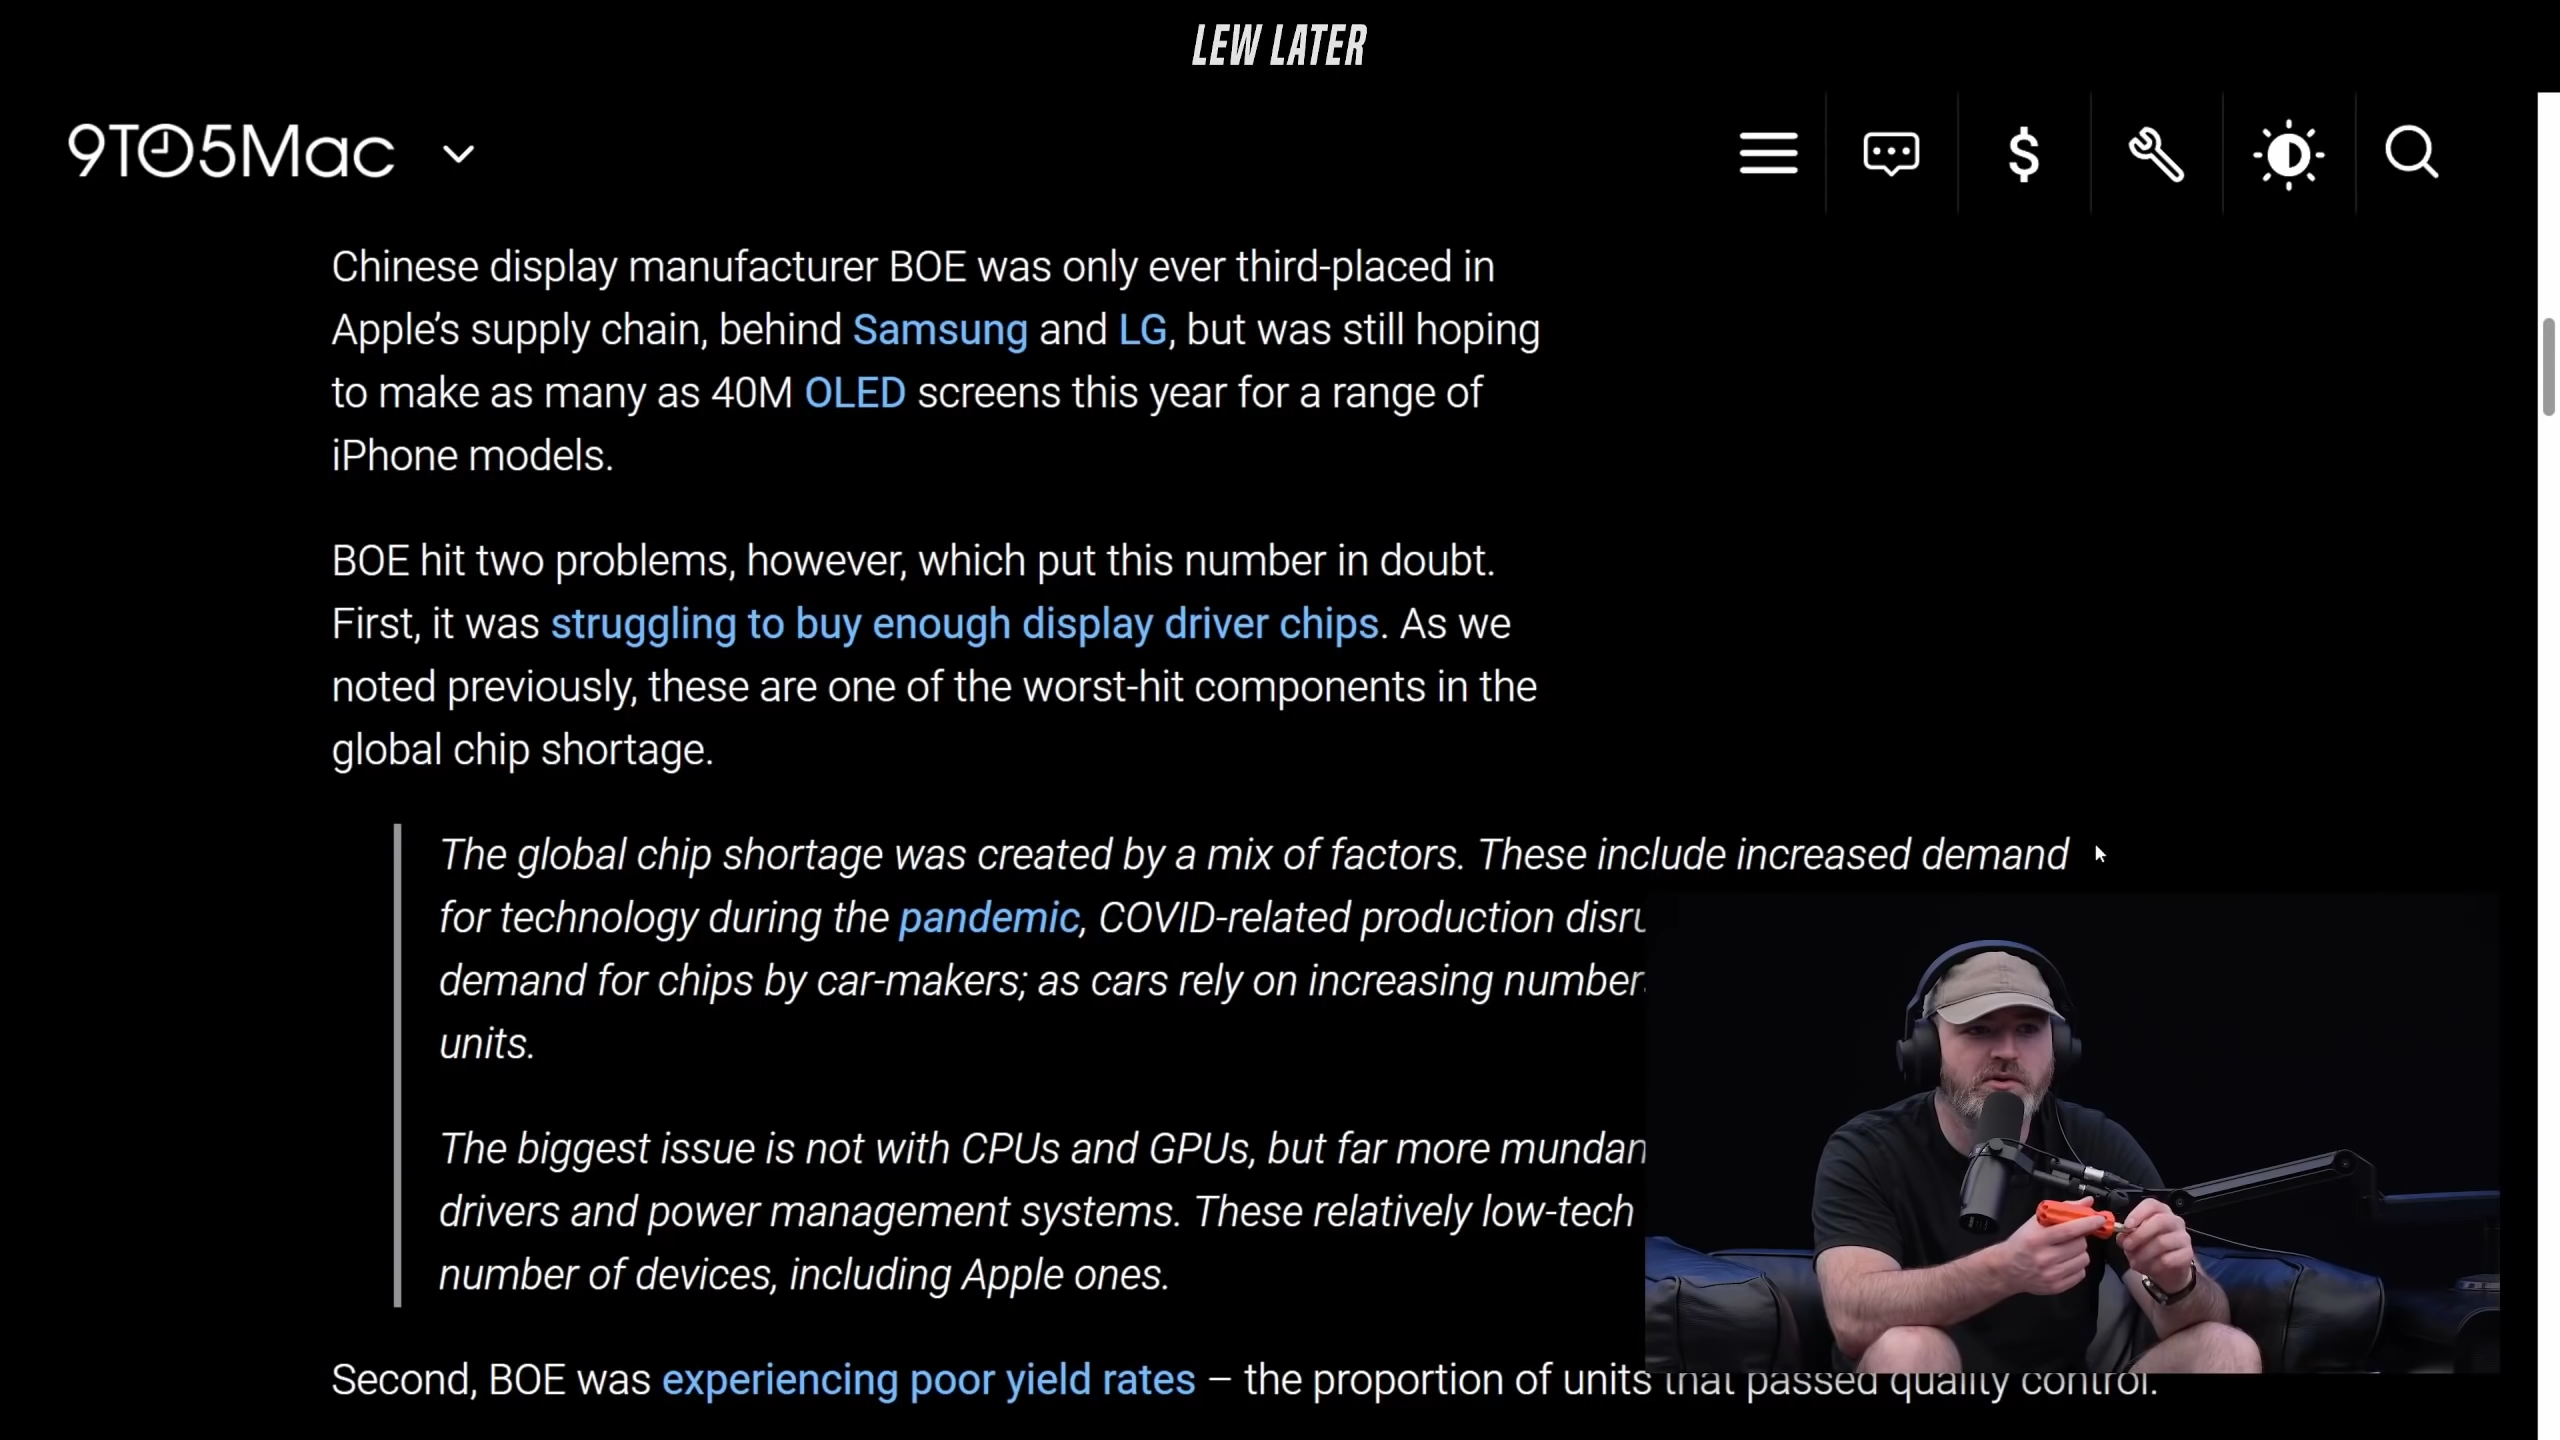 LEW LATER
9TO5Mac
Chinese display manufacturer BOE was only ever third-placed in
Apple’s supply chain, behind Samsung and LG, but was still hoping
to make as many as 40M OLED screens this year for a range of
iPhone models.
BOE hit two problems, however, which put this number in doubt.
First, it was struggling to buy enough display driver chips. As we
noted previously, these are one of the worst-hit components in the
global chip shortage.
The global chip shortage was created by a mix of factors. These include increased demand
for technology during the pandemic, COVID-related production
demand for chips by car-makers; as cars rely on increasing
units.
The biggest issue is not with CPUs and GPUs, but far more
drivers and power management systems. These relatively low-tech
number of devices, including Apple ones.
Second, BOE was experiencing poor yield rates – the proportion of units that passed quality control.